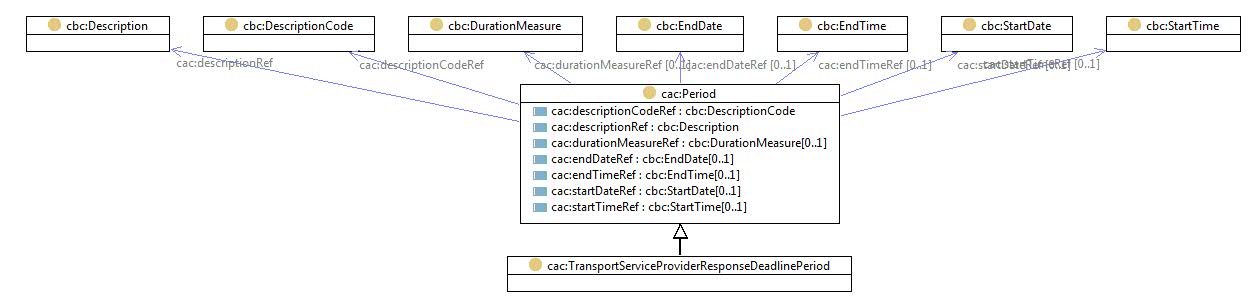 cbc:Description
cbc:DescriptionCode
cbc:DurationMeasure
cbc:EndDate
cbc:EndTime
cbc:StartDate
cbc:StartTime
cac:descriptionRef
cac:descriptionCodeRef
cac:durationMeasureRef [0..1]
cac:endDateRef [0..1]
cac:endTimeRef [0..1]
cac:startDateRef [0..1]
cac:startTimeRef [0..1]
cac:Period
cac:descriptionCodeRef : cbc:DescriptionCode
cac:descriptionRef : cbc:Description
cac:durationMeasureRef : cbc:DurationMeasure[0..1]
cac:endDateRef : cbc:EndDate[0..1]
cac:endTimeRef : cbc:EndTime[0..1]
cac:startDateRef : cbc:StartDate[0..1]
cac:startTimeRef : cbc:StartTime[0..1]
cac:TransportServiceProviderResponseDeadlinePeriod